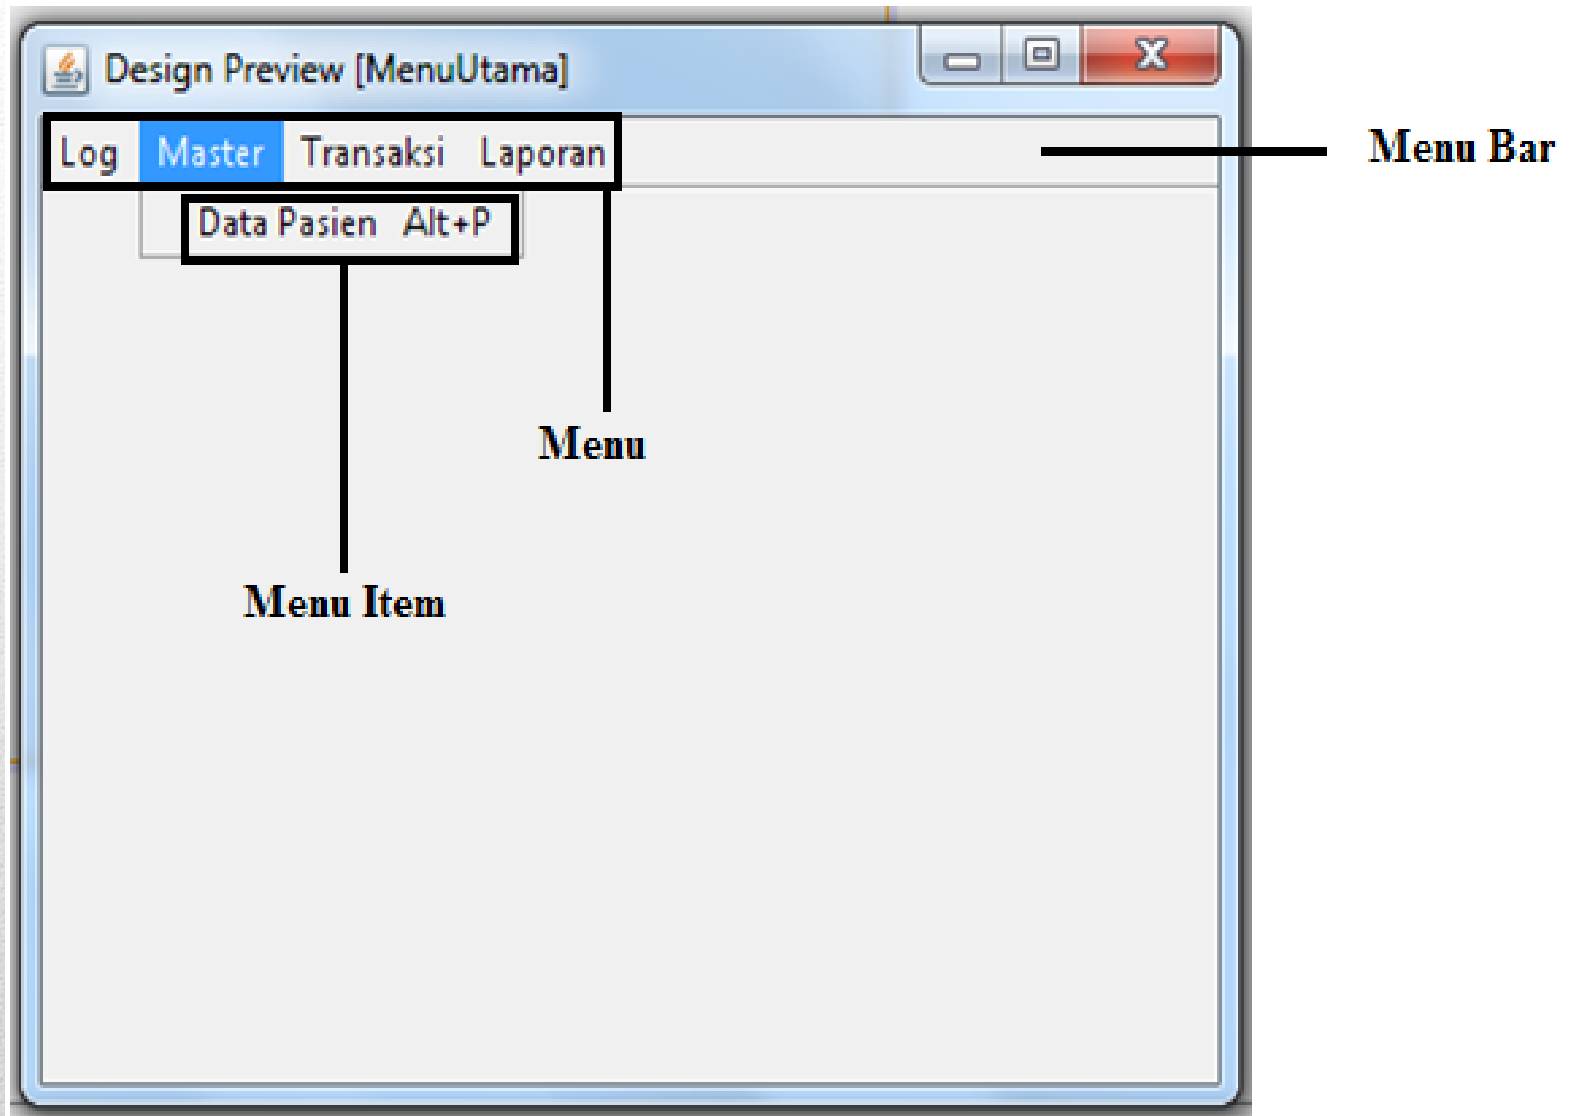 Design Preview [MenuUtama]
Log Master Transaksi Laporan
Menu Bar
Data Pasien Alt+P
Menu
Menu Item